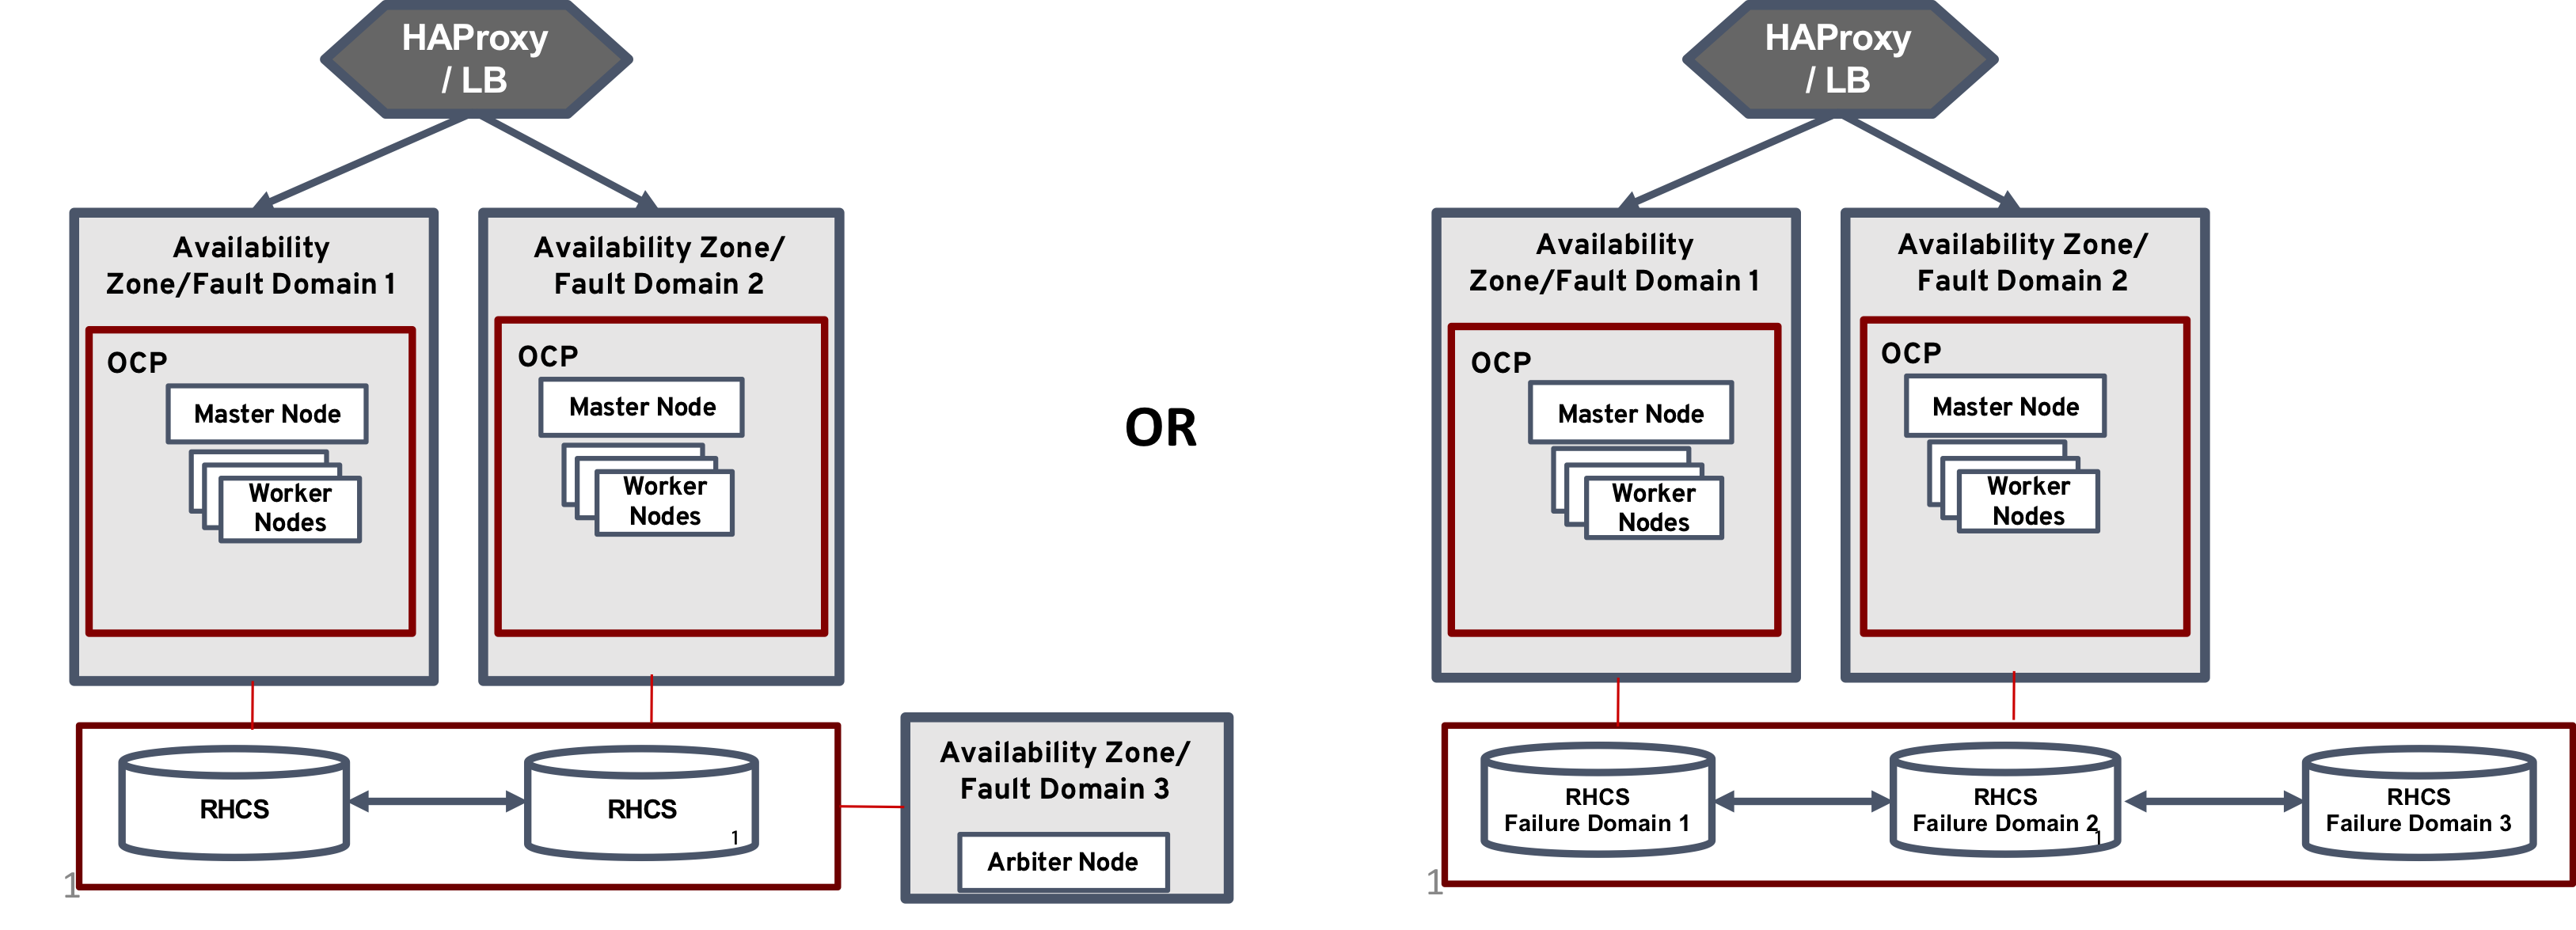 HAProxy
/ LB
Availability
Zone/Fault Domain 1
OCP
Master Node
Worker
Nodes
Availability Zone/
Fault Domain 2
OCP
Master Node
Worker
Nodes
RHCS
RHCS
1
1
Availability Zone/
Fault Domain 3
Arbiter Node
OR
HAProxy
/ LB
Availability
Zone/Fault Domain 1
OCP
Master Node
Worker
Nodes
Availability Zone/
Fault Domain 2
OCP
Master Node
Worker
Nodes
RHCS
Failure Domain 1
RHCS
Failure Domain 2
1
RHCS
Failure Domain 3
1